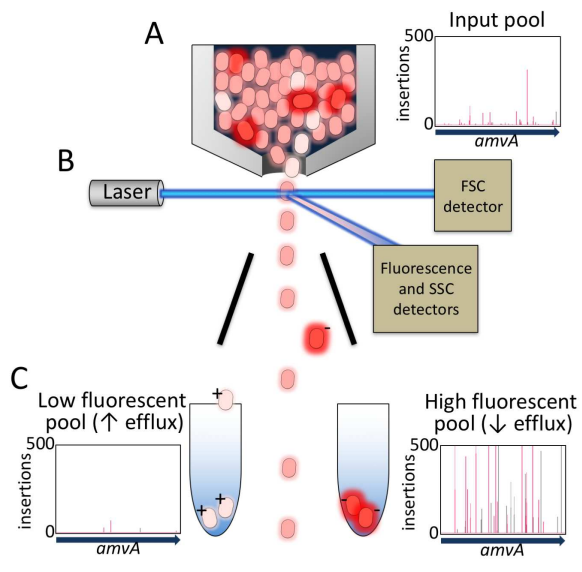 A
Input pool
500
insertions
0
amvA
B
Laser
FSC
detector
Fluorescence
and SSC
detectors
-
C
+
Low fluorescent
pool (↑ efflux)
500
insertions
0
amvA
+
+
-
-
High fluorescent
pool (↓ efflux)
500
insertions
0
amvA